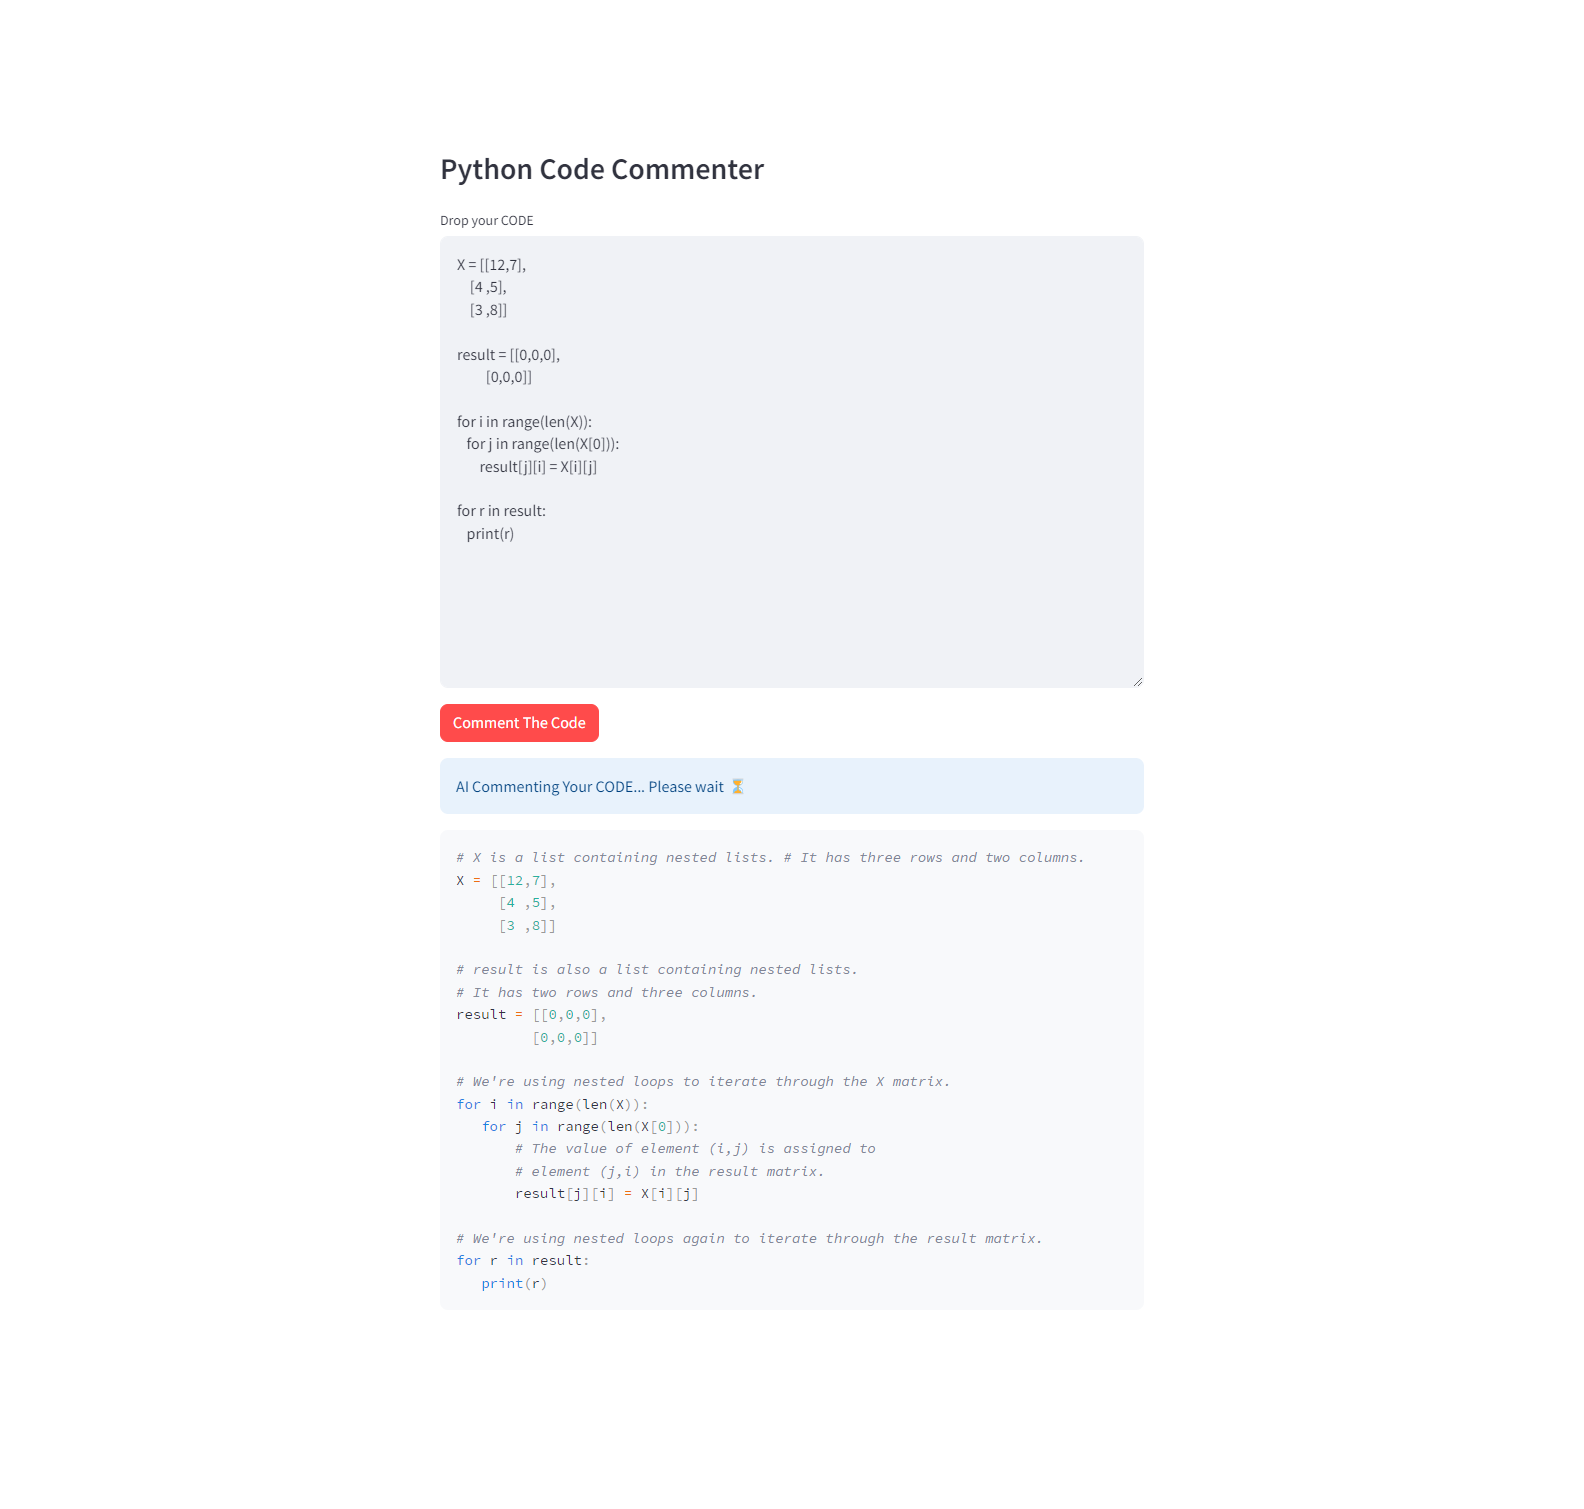 Python Code Commenter
Drop your CODE
X = [[12,7],
    [4 ,5],
    [3 ,8]]
result = [[0,0,0],
         [0,0,0]]
for i in range(len(X)):
   for j in range(len(X[0])):
       result[j][i] = X[i][j]
for r in result:
   print(r)
Comment The Code
AI Commenting Your CODE... Please wait ⏳
# X is a list containing nested lists. # It has three rows and two columns.
X = [[12,7],
     [4 ,5],
     [3 ,8]]
# result is also a list containing nested lists.
# It has two rows and three columns.
result = [[0,0,0],
         [0,0,0]]
# We're using nested loops to iterate through the X matrix.
for i in range(len(X)):
   for j in range(len(X[0])):
       # The value of element (i,j) is assigned to
       # element (j,i) in the result matrix.
       result[j][i] = X[i][j]
# We're using nested loops again to iterate through the result matrix.
for r in result:
   print(r)